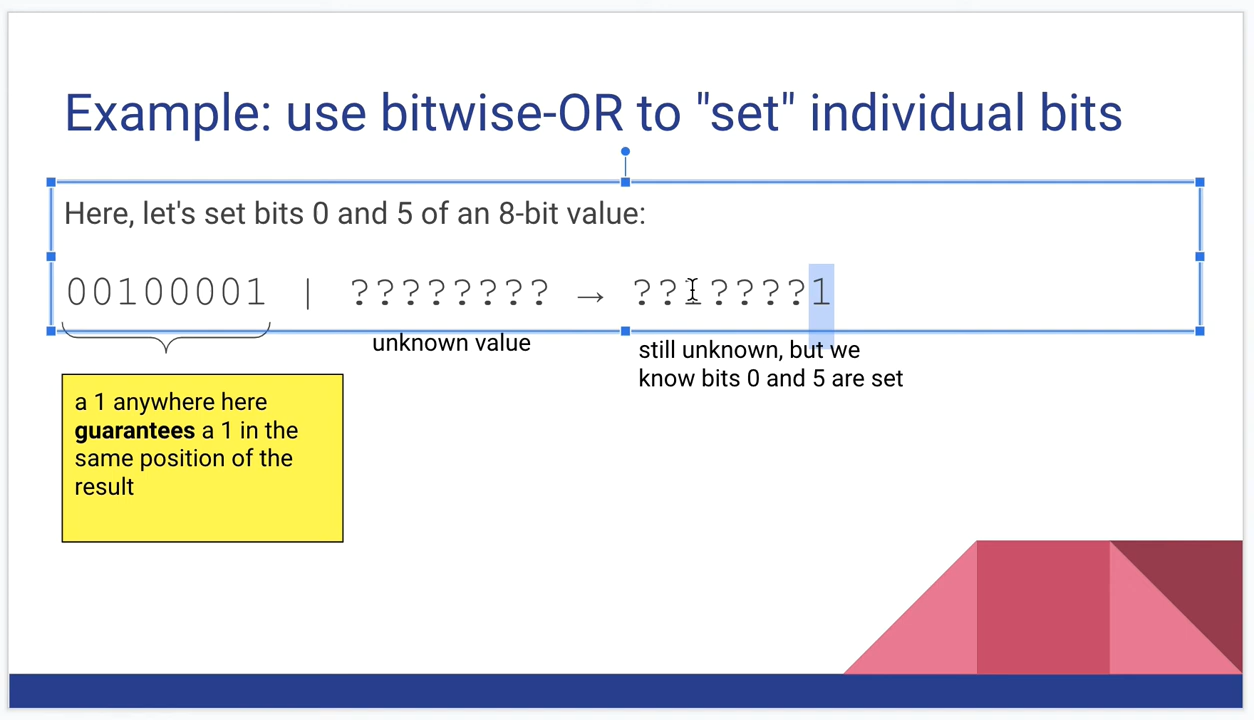 Example: use bitwise-OR to "set" individual bits
Here, let's set bits 0 and 5 of an 8-bit value:
00100001 | ???????? → ??1????1
unknown value
still unknown, but we
know bits 0 and 5 are set
a 1 anywhere here
guarantees a 1 in the
same position of the
result